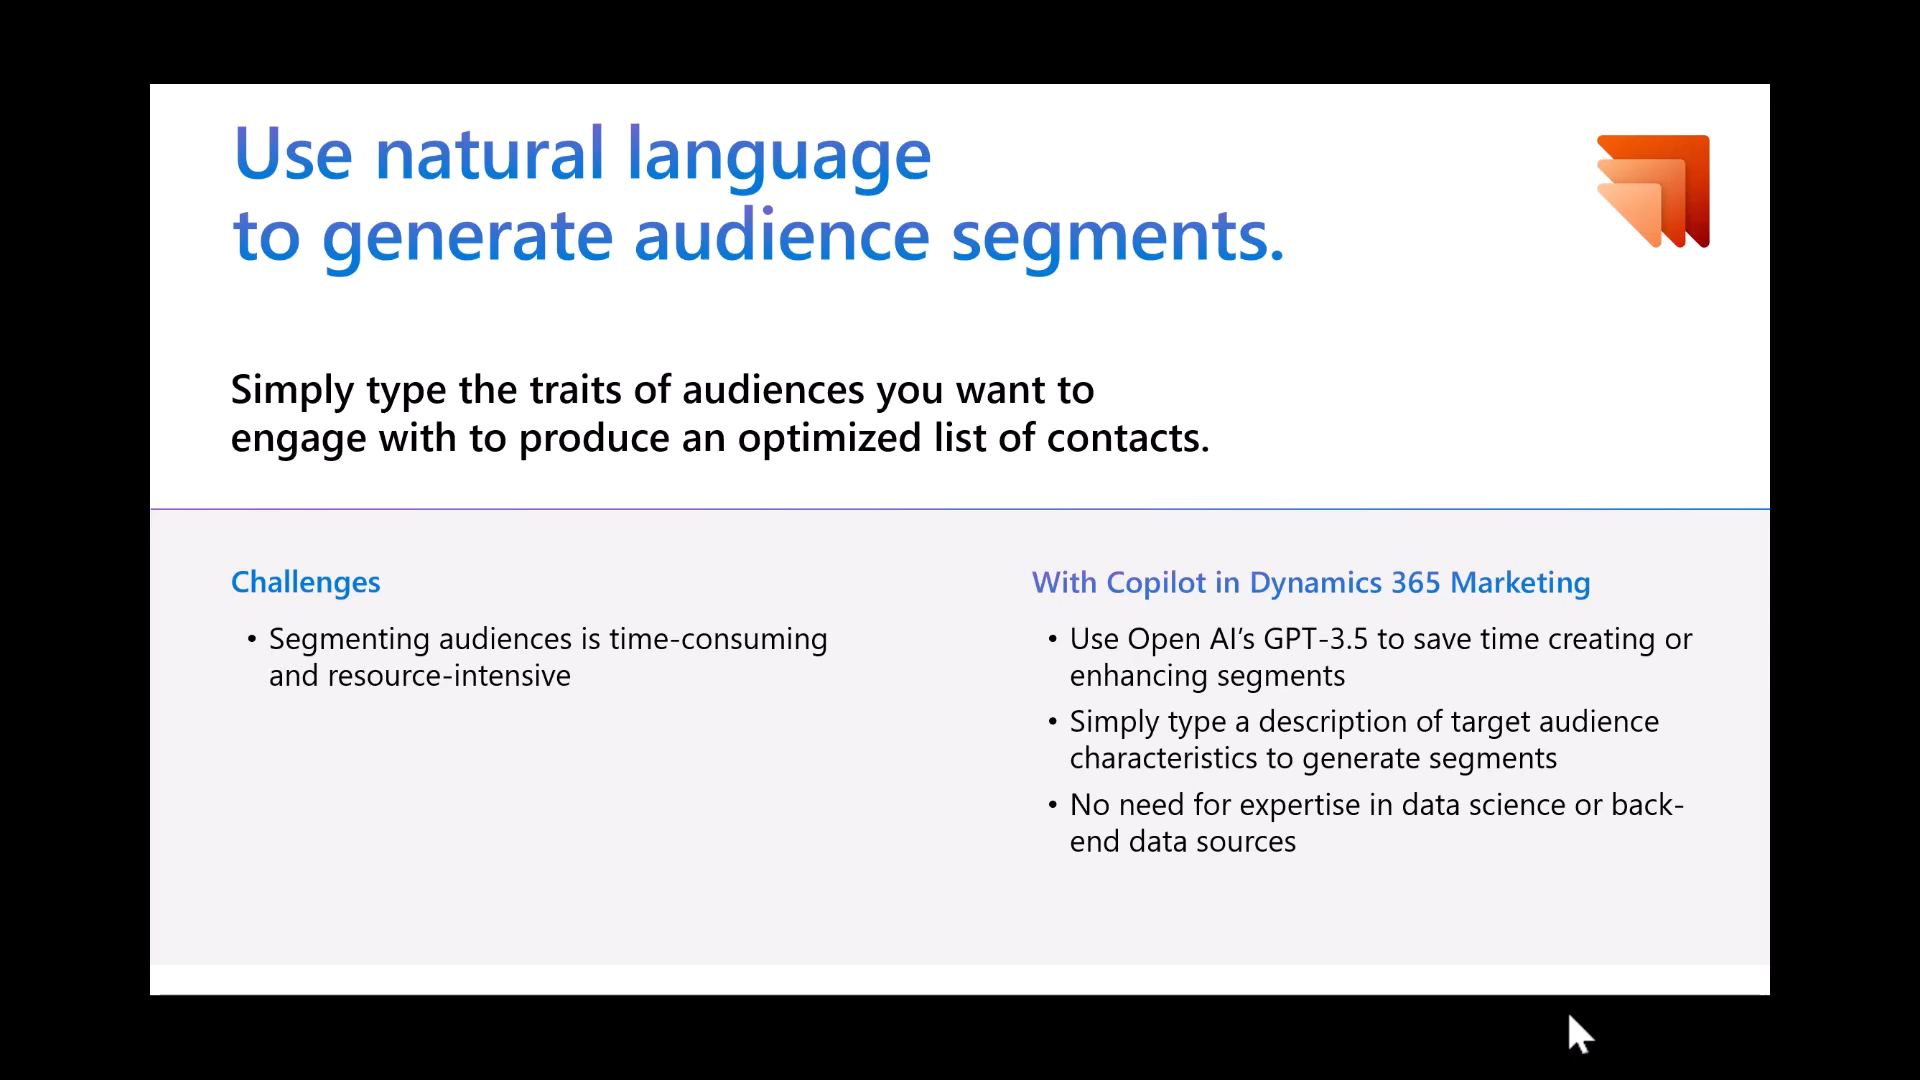 Use natural language
to generate audience segments.
Simply type the traits of audiences you want to
engage with to produce an optimized list of contacts.
Challenges
• Segmenting audiences is time-consuming
and resource-intensive
With Copilot in Dynamics 365 Marketing
• Use Open AI’s GPT-3.5 to save time creating or
enhancing segments
• Simply type a description of target audience
characteristics to generate segments
• No need for expertise in data science or back-
end data sources